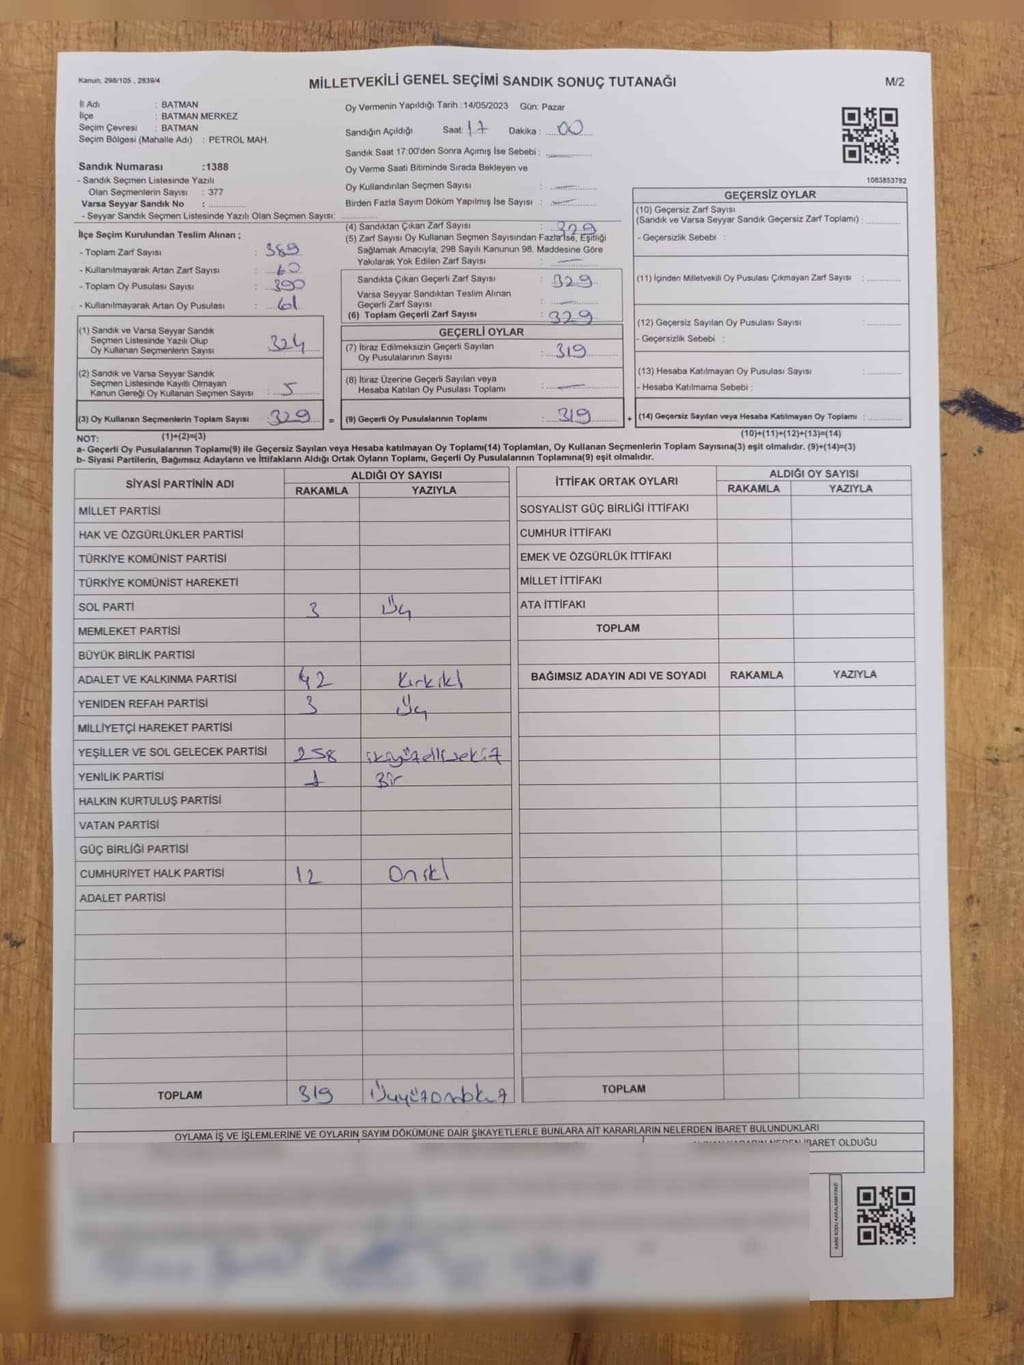 Kanun: 298/105 , 2839/4
MİLLETVEKİLİ GENEL SEÇİMİ SANDIK SONUÇ TUTANAĞI
M/2
İl Adı : BATMAN
İlçe : BATMAN MERKEZ
Seçim Çevresi : BATMAN
Seçim Bölgesi (Mahalle Adı) : PETROL MAH.
Sandık Numarası :1388
- Sandık Seçmen Listesinde Yazılı
Olan Seçmenlerin Sayısı : 377
Varsa Seyyar Sandık No :
- Seyyar Sandık Seçmen Listesinde Yazılı Olan Seçmen Sayısı:
Oy Vermenin Yapıldığı Tarih :14/05/2023 Gün: Pazar
Sandığın Açıldığı Saat: 17 Dakika : 00
Sandık Saat 17:00'den Sonra Açımış İse Sebebi : —
Oy Verme Saati Bitiminde Sırada Bekleyen ve
Oy Kullandırılan Seçmen Sayısı : —
Birden Fazla Sayım Döküm Yapılmış İse Sayısı : —
1083853782
İlçe Seçim Kurulundan Teslim Alınan ;
- Toplam Zarf Sayısı : 389
- Kullanılmayarak Artan Zarf Sayısı : 60
- Toplam Oy Pusulası Sayısı : 390
- Kullanılmayarak Artan Oy Pusulası : 61
(1) Sandık ve Varsa Seyyar Sandık
Seçmen Listesinde Yazılı Olup
Oy Kullanan Seçmenlerin Sayısı : 324
(2) Sandık ve Varsa Seyyar Sandık
Seçmen Listesinde Kayıtlı Olmayan
Kanun Gereği Oy Kullanan Seçmen Sayısı : 5
(3) Oy Kullanan Seçmenlerin Toplam Sayısı : 329 =
(4) Sandıktan Çıkan Zarf Sayısı : 329
(5) Zarf Sayısı Oy Kullanan Seçmen Sayısından Fazla İse, Eşitliği
Sağlamak Amacıyla, 298 Sayılı Kanunun 98. Maddesine Göre
Yakılarak Yok Edilen Zarf Sayısı : —
Sandıkta Çıkan Geçerli Zarf Sayısı : 329
Varsa Seyyar Sandıktan Teslim Alınan
Geçerli Zarf Sayısı : —
(6) Toplam Geçerli Zarf Sayısı : 329
GEÇERLİ OYLAR
(7) İtiraz Edilmeksizin Geçerli Sayılan
Oy Pusulalarının Sayısı : 319
(8) İtiraz Üzerine Geçerli Sayılan veya
Hesaba Katılan Oy Pusulası Toplamı : —
(9) Geçerli Oy Pusulalarının Toplamı : 319 +
GEÇERSİZ OYLAR
(10) Geçersiz Zarf Sayısı
(Sandık ve Varsa Seyyar Sandık Geçersiz Zarf Toplamı) :
- Geçersizlik Sebebi :
(11) İçinden Milletvekili Oy Pusulası Çıkmayan Zarf Sayısı :
(12) Geçersiz Sayılan Oy Pusulası Sayısı :
- Geçersizlik Sebebi :
(13) Hesaba Katılmayan Oy Pusulası Sayısı :
- Hesaba Katılmama Sebebi :
(14) Geçersiz Sayılan veya Hesaba Katılmayan Oy Toplamı :
NOT: (1)+(2)=(3) (10)+(11)+(12)+(13)=(14)
a- Geçerli Oy Pusulalarının Toplamı(9) ile Geçersiz Sayılan veya Hesaba katılmayan Oy Toplamı(14) Toplamları, Oy Kullanan Seçmenlerin Toplam Sayısına(3) eşit olmalıdır. (9)+(14)=(3)
b- Siyasi Partilerin, Bağımsız Adayların ve İttifakların Aldığı Ortak Oyların Toplamı, Geçerli Oy Pusulalarının Toplamına(9) eşit olmalıdır.
SİYASİ PARTİNİN ADI ALDIĞI OY SAYISI
RAKAMLA YAZIYLA
MİLLET PARTİSİ
HAK VE ÖZGÜRLÜKLER PARTİSİ
TÜRKİYE KOMÜNİST PARTİSİ
TÜRKİYE KOMÜNİST HAREKETİ
SOL PARTİ 3 Üç
MEMLEKET PARTİSİ
BÜYÜK BİRLİK PARTİSİ
ADALET VE KALKINMA PARTİSİ 42 Kırkiki
YENİDEN REFAH PARTİSİ 3 Üç
MİLLİYETÇİ HAREKET PARTİSİ
YEŞİLLER VE SOL GELECEK PARTİSİ 258 ikiyüzellisekiz
YENİLİK PARTİSİ 1 Bir
HALKIN KURTULUŞ PARTİSİ
VATAN PARTİSİ
GÜÇ BİRLİĞİ PARTİSİ
CUMHURİYET HALK PARTİSİ 12 Oniki
ADALET PARTİSİ
TOPLAM 319 Üçyüzondokuz
İTTİFAK ORTAK OYLARI ALDIĞI OY SAYISI
RAKAMLA YAZIYLA
SOSYALİST GÜÇ BİRLİĞİ İTTİFAKI
CUMHUR İTTİFAKI
EMEK VE ÖZGÜRLÜK İTTİFAKI
MİLLET İTTİFAKI
ATA İTTİFAKI
TOPLAM
BAĞIMSIZ ADAYIN ADI VE SOYADI RAKAMLA YAZIYLA
TOPLAM
OYLAMA İŞ VE İŞLEMLERİNE VE OYLARIN SAYIM DÖKÜMÜNE DAİR ŞİKAYETLERLE BUNLARA AİT KARARLARIN NELERDEN İBARET BULUNDUKLARI
OLDUĞU